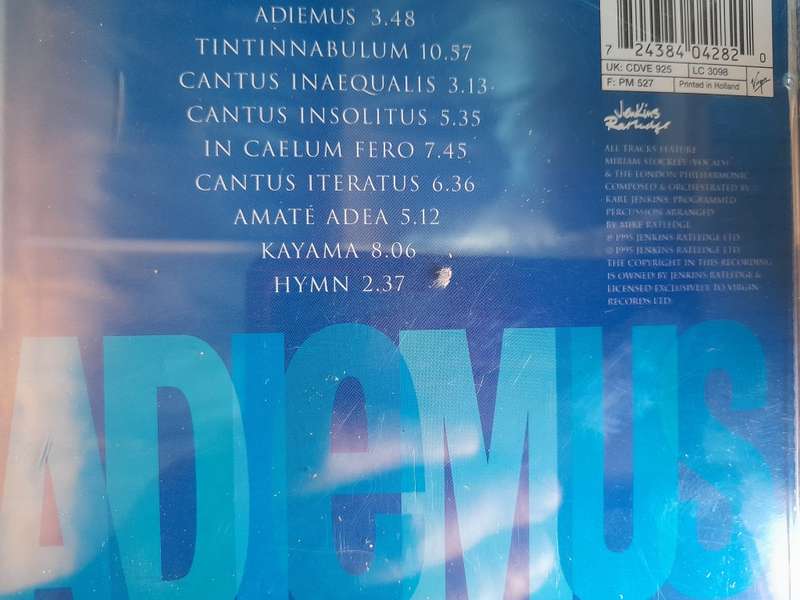 ADIEMUS 3.48
TINTINNABULUM 10.57
CANTUS INAEQUALIS 3.13
CANTUS INSOLITUS 5.35
IN CAELUM FERO 7.45
CANTUS ITERATUS 6.36
AMATÉ ADEA 5.12
KAYAMA 8.06
HYMN 2.37
7 24384 04282 0
UK: CDVE 925 LC 3098
F: PM 527 Printed in Holland Virgin
Jenkins
Ratledge
ALL TRACKS FEATURE
MIRIAM STOCKLEY (VOCALS)
& THE LONDON PHILHARMONIC
COMPOSED & ORCHESTRATED BY
KARL JENKINS. PROGRAMMED
PERCUSSION ARRANGED
BY MIKE RATLEDGE
℗ 1995 JENKINS RATLEDGE LTD
© 1995 JENKINS RATLEDGE LTD
THE COPYRIGHT IN THIS RECORDING
IS OWNED BY JENKINS RATLEDGE &
LICENSED EXCLUSIVELY TO VIRGIN
RECORDS LTD
ADIEMUS